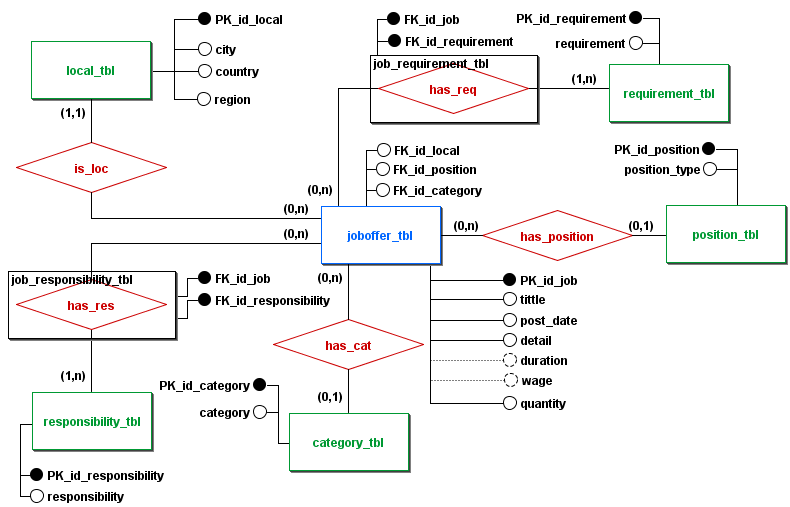 PK_id_local
city
country
region
local_tbl
(1,1)
is_loc
(0,n)
FK_id_job
FK_id_requirement
job_requirement_tbl
has_req
(1,n)
PK_id_requirement
requirement
requirement_tbl
(0,n)
FK_id_local
FK_id_position
FK_id_category
joboffer_tbl
(0,n)
has_position
(0,1)
PK_id_position
position_type
position_tbl
(0,n)
job_responsibility_tbl
has_res
FK_id_job
FK_id_responsibility
(1,n)
responsibility_tbl
PK_id_responsibility
responsibility
(0,n)
has_cat
(0,1)
PK_id_category
category
category_tbl
PK_id_job
tittle
post_date
detail
duration
wage
quantity